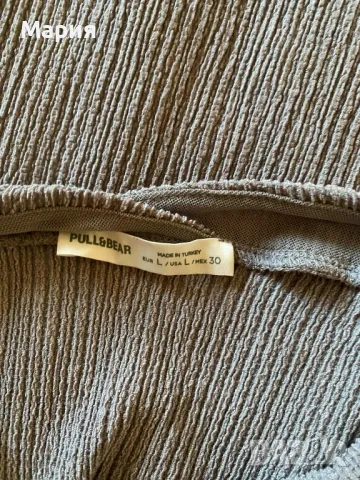 Мария
PULL&BEAR
MADE IN TURKEY
EUR L / USA L / MEX 30